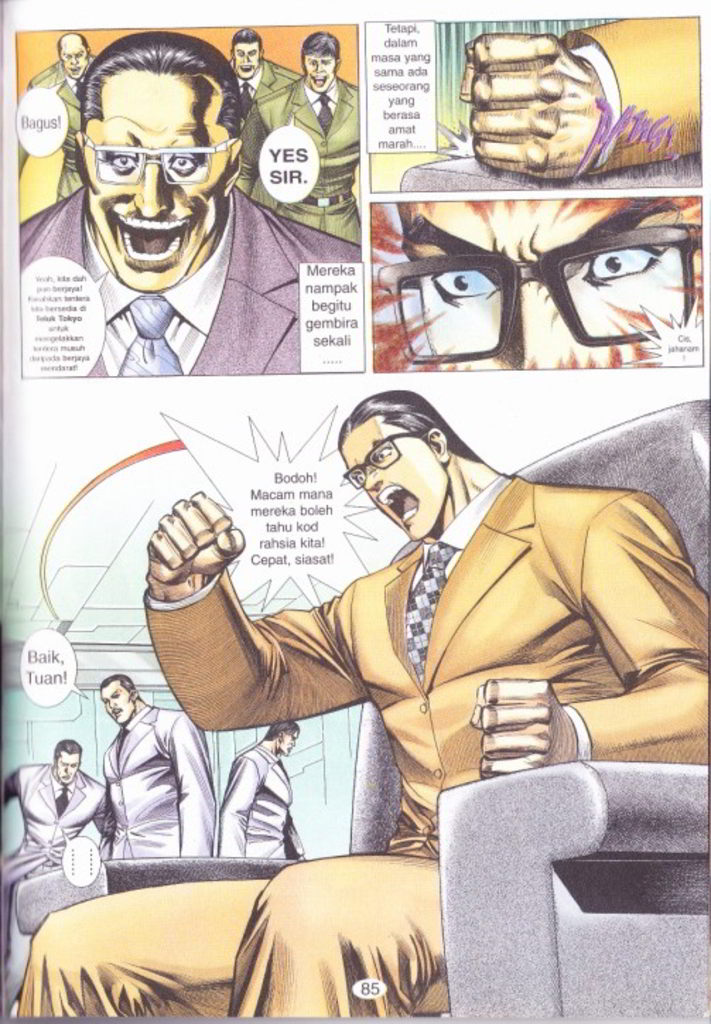 Bagus!
YES
SIR.
Yeah, kita dah
pun berjaya!
tentera
kita bersedia di
Teluk Tokyo
untuk
mengelakkan
tentera musuh
daripada berjaya
mendarat!
Mereka
nampak
begitu
gembira
sekali
.....
Tetapi,
dalam
masa yang
sama ada
seseorang
yang
berasa
amat
marah....
Cis,
jahanam
!
Bodoh!
Macam mana
mereka boleh
tahu kod
rahsia kita!
Cepat, siasat!
Baik,
Tuan!
85